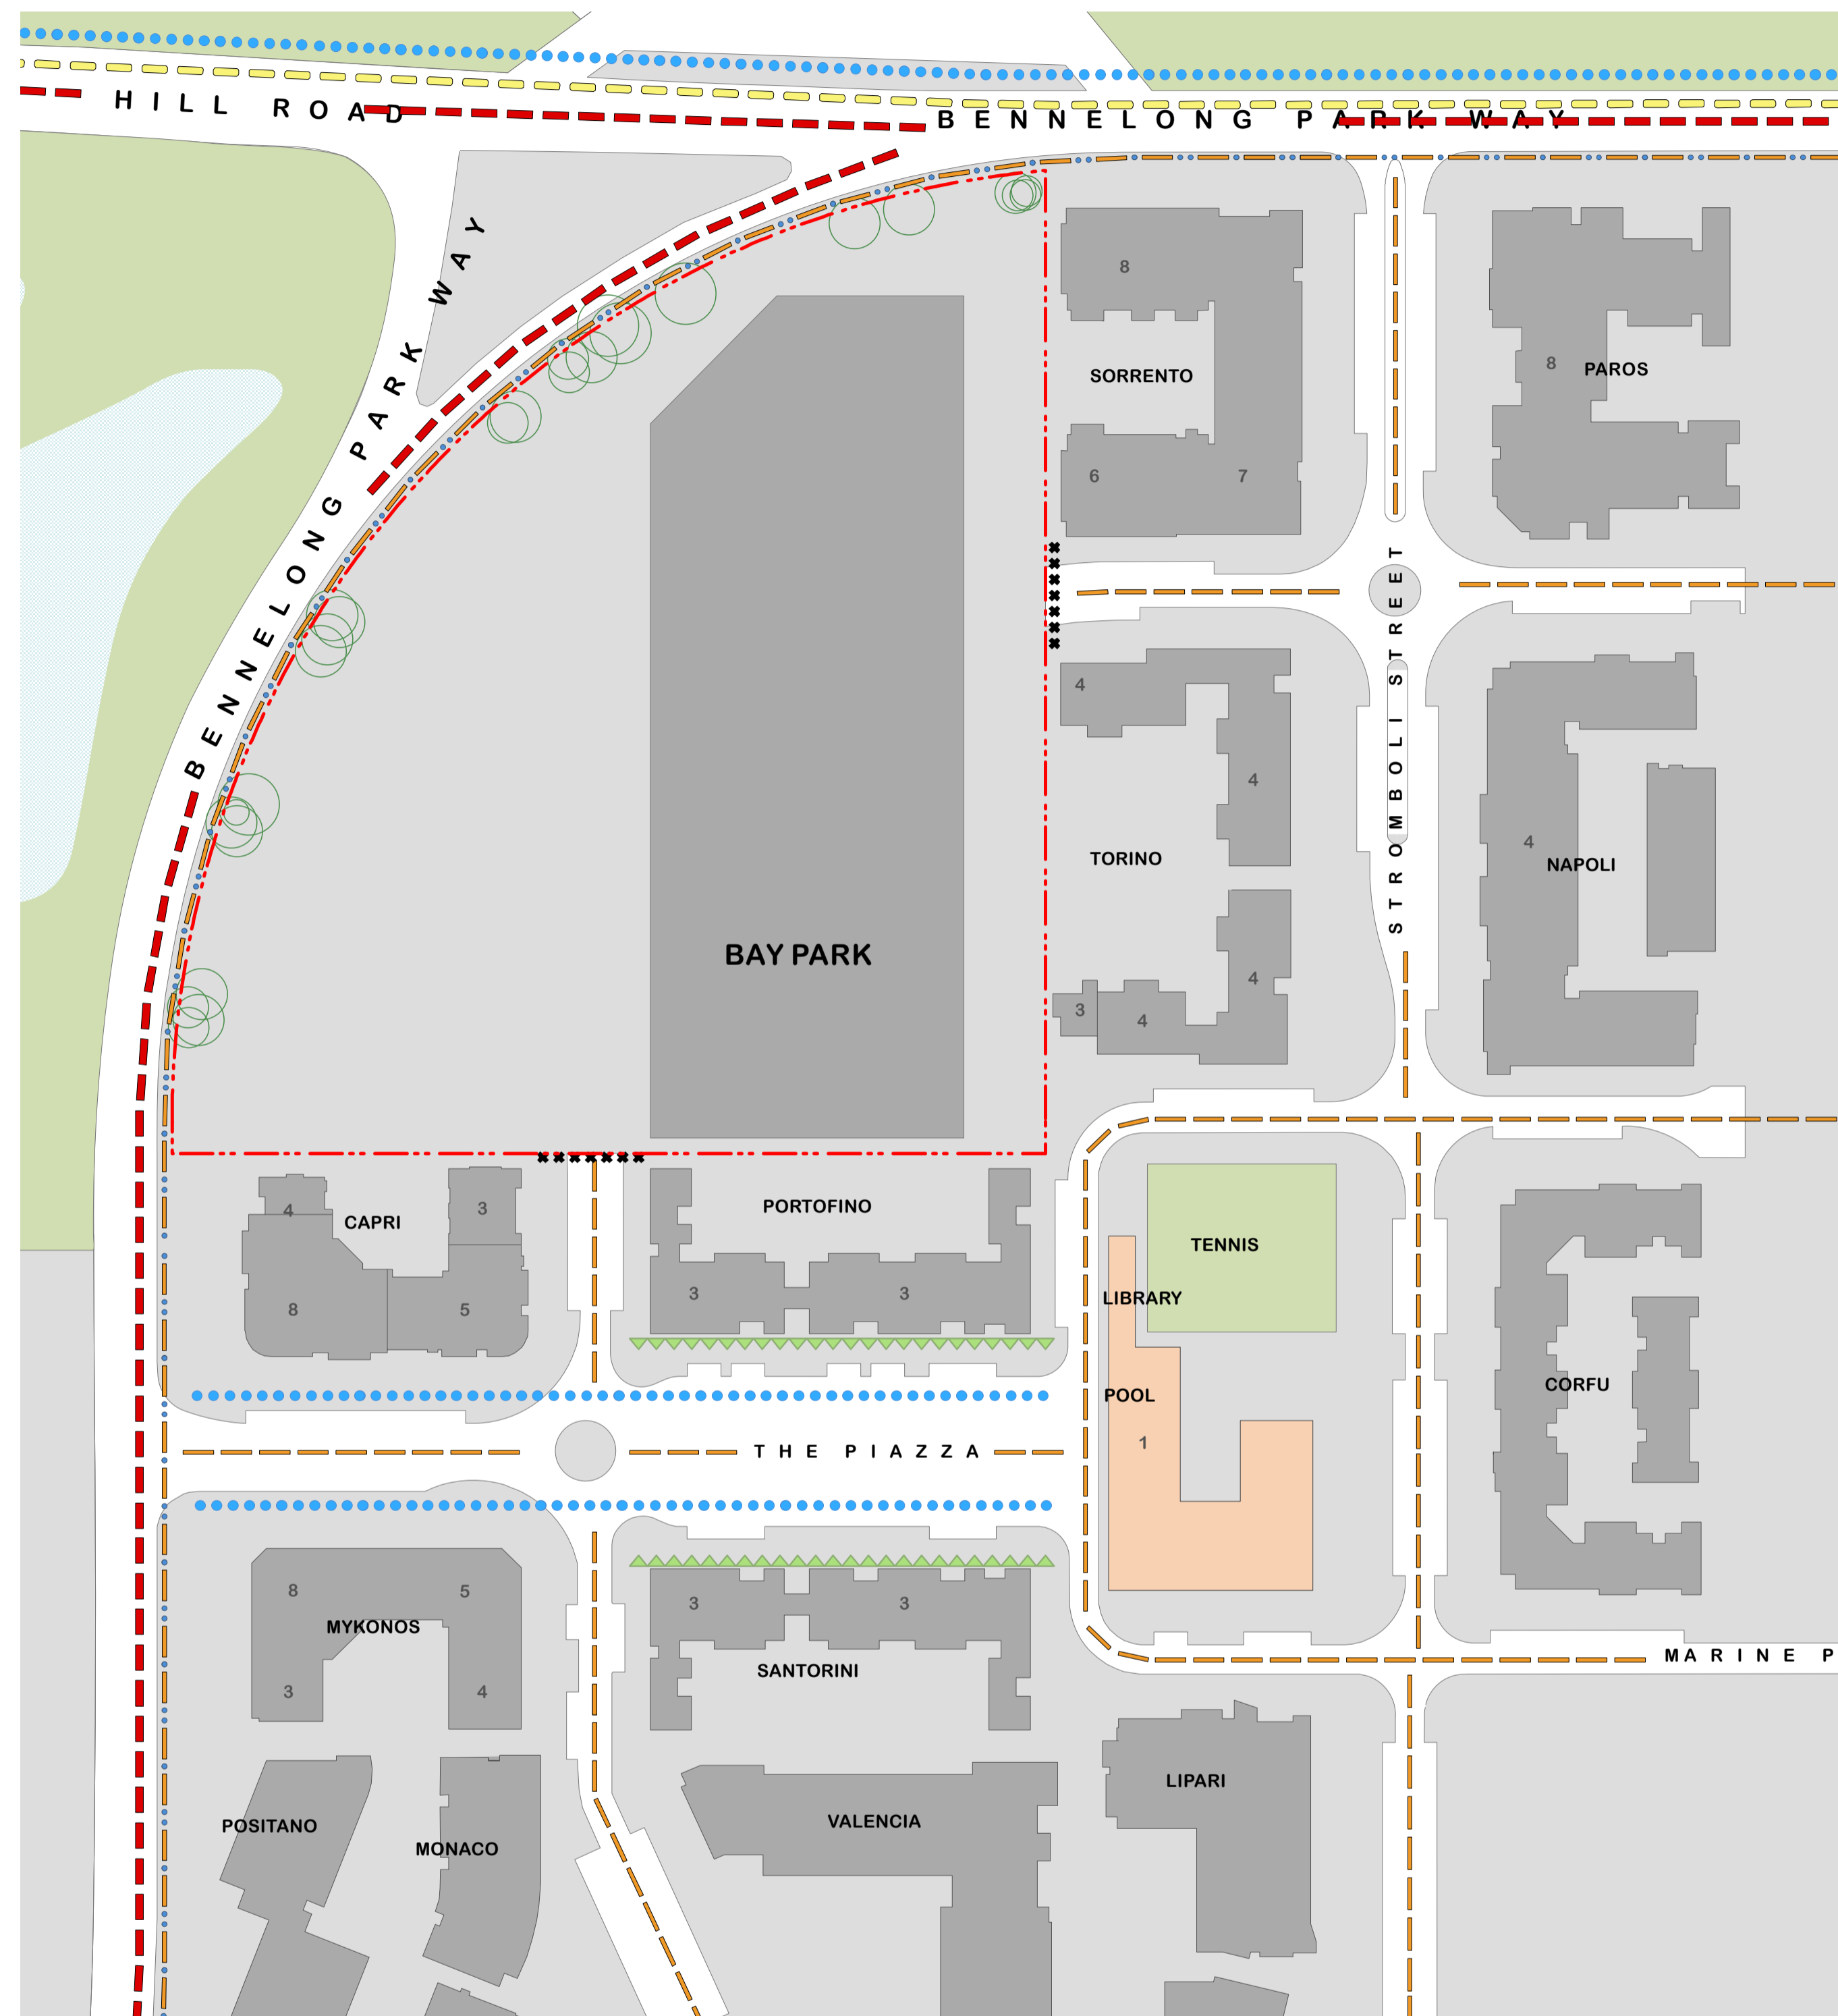 HILL ROAD
BENNELONG PARK WAY
BENNELONG PARK WAY
8
SORRENTO
6
7
8
PAROS
STROMBOLI STREET
4
4
TORINO
4
3
4
4
NAPOLI
BAY PARK
4
CAPRI
3
8
5
PORTOFINO
3
3
TENNIS
LIBRARY
POOL
1
CORFU
THE PIAZZA
8
5
MYKONOS
3
4
3
3
SANTORINI
MARINE P
POSITANO
MONACO
VALENCIA
LIPARI